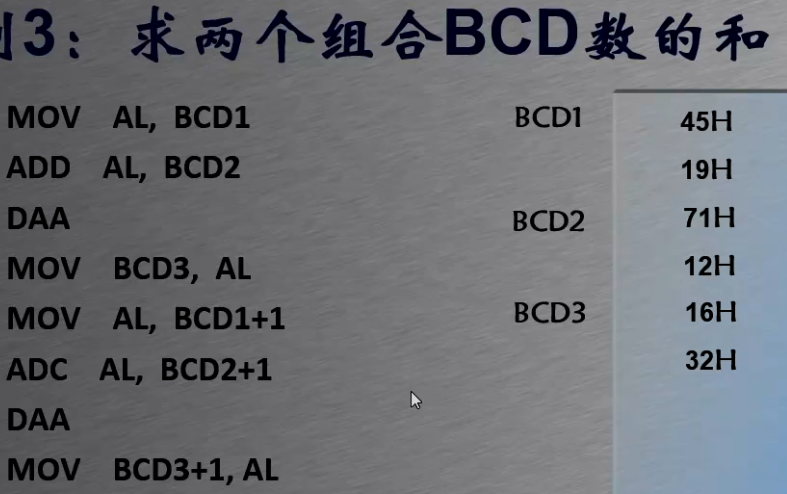 3：求两个组合BCD数的和
MOV AL, BCD1
ADD AL, BCD2
DAA
MOV BCD3, AL
MOV AL, BCD1+1
ADC AL, BCD2+1
DAA
MOV BCD3+1, AL
BCD1 45H
19H
BCD2 71H
12H
BCD3 16H
32H